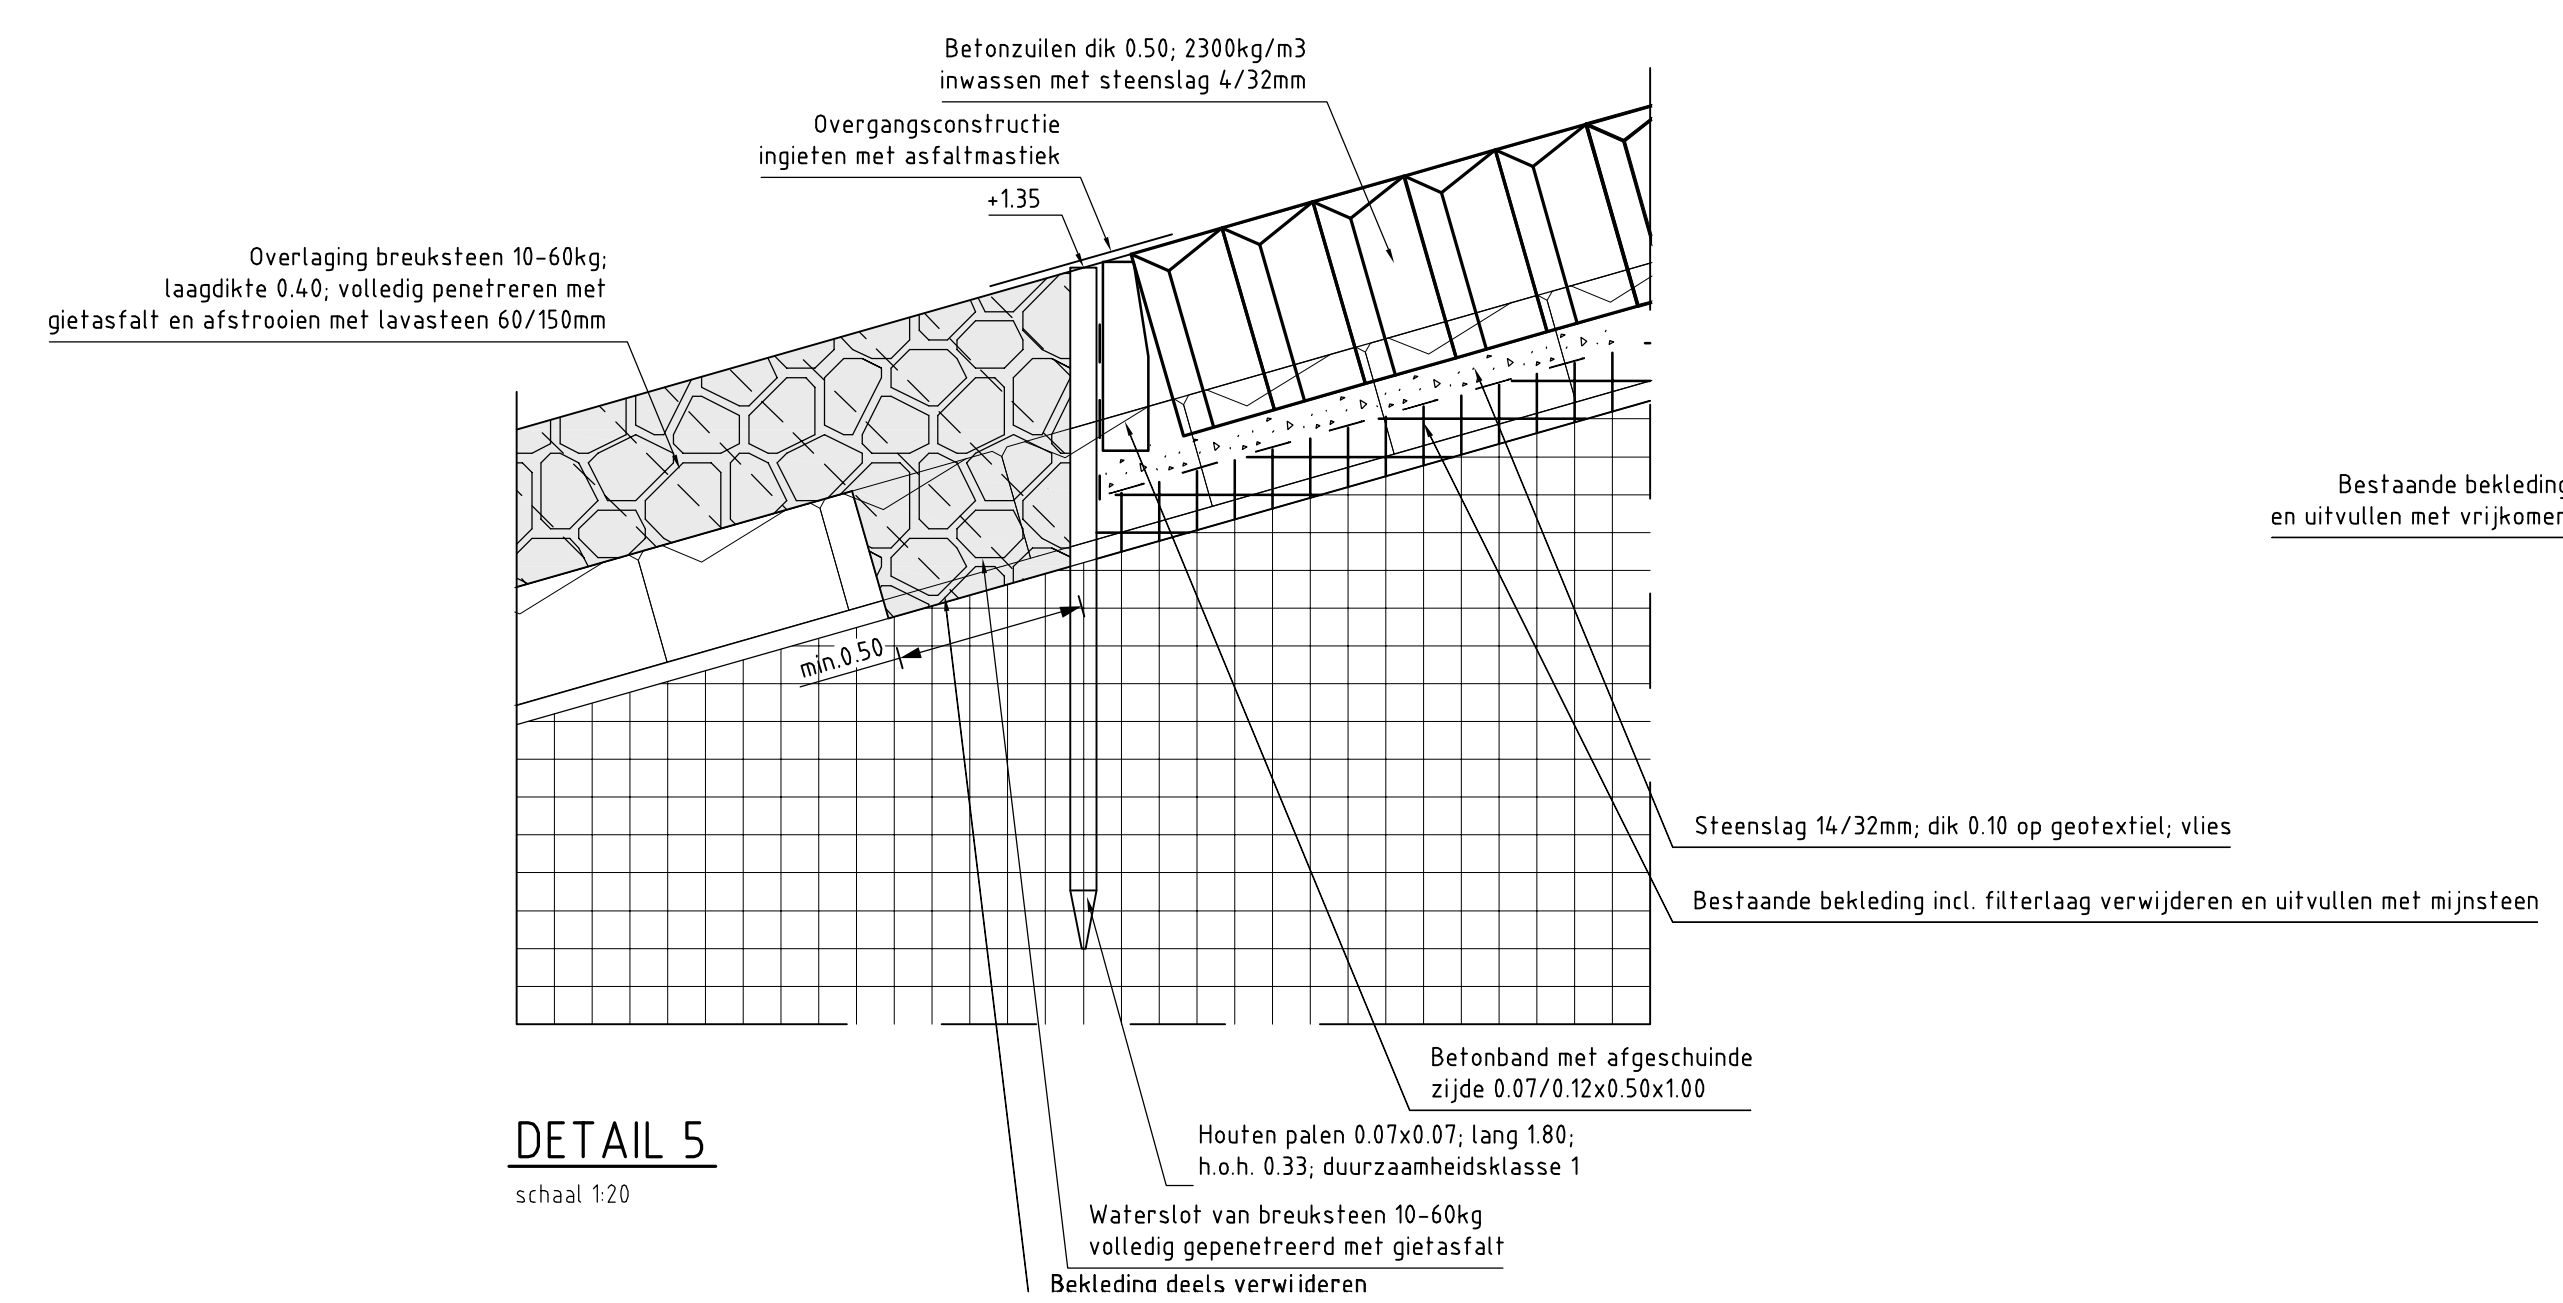 Betonzuilen dik 0.50; 2300kg/m3
inwassen met steenslag 4/32mm
Overgangsconstructie
ingieten met asfaltmastiek
+1.35
Overlaging breuksteen 10-60kg;
laagdikte 0.40; volledig penetreren met
gietasfalt en afstrooien met lavasteen 60/150mm
Bestaande bekleding
en uitvullen met vrijkomen
min.0.50
Steenslag 14/32mm; dik 0.10 op geotextiel; vlies
Bestaande bekleding incl. filterlaag verwijderen en uitvullen met mijnsteen
Betonband met afgeschuinde
zijde 0.07/0.12x0.50x1.00
Houten palen 0.07x0.07; lang 1.80;
h.o.h. 0.33; duurzaamheidsklasse 1
DETAIL 5
schaal 1:20
Waterslot van breuksteen 10-60kg
volledig gepenetreerd met gietasfalt
Bekleding deels verwijderen